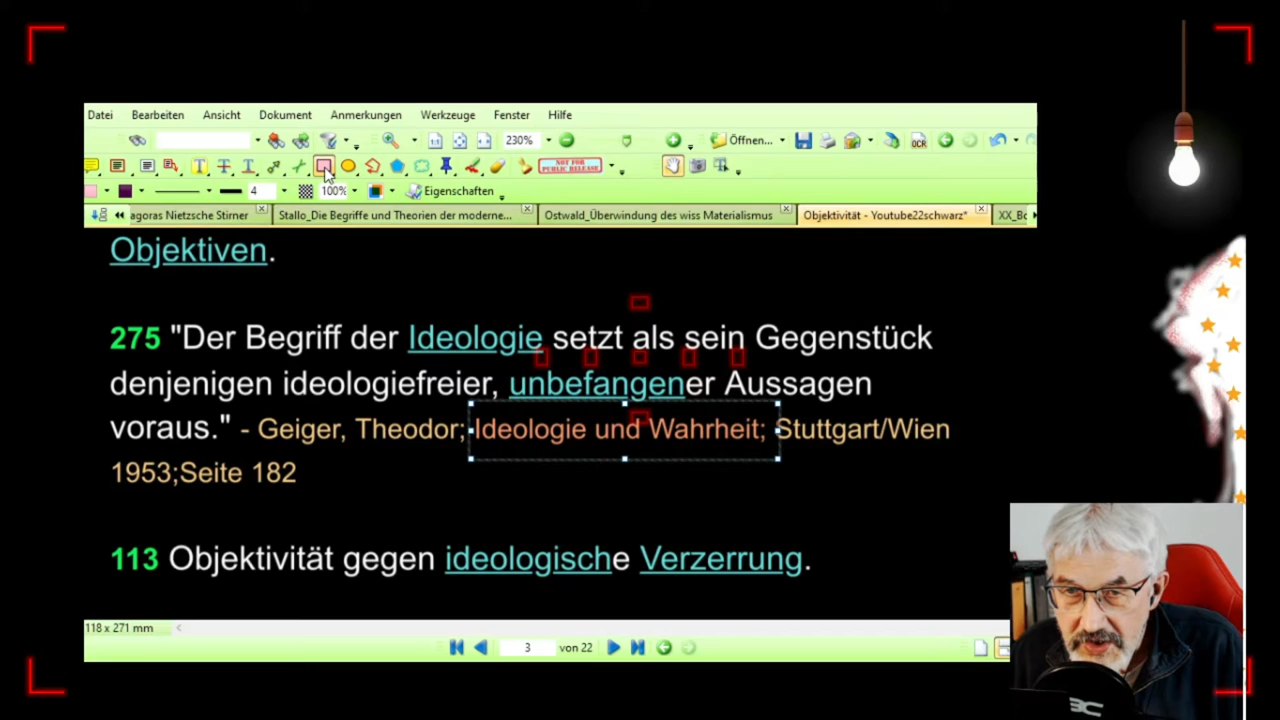 Datei Bearbeiten Ansicht Dokument Anmerkungen Werkzeuge Fenster Hilfe
230% Öffnen... OCR
NOT FOR PUBLIC RELEASE
4 100% Eigenschaften
agoras Nietzsche Stirner Stallo_Die Begriffe und Theorien der moderne... Ostwald_Überwindung des wiss Materialismus Objektivität - Youtube22schwarz*
Objektiven.
275 "Der Begriff der Ideologie setzt als sein Gegenstück
denjenigen ideologiefreier, unbefangener Aussagen
voraus." - Geiger, Theodor; Ideologie und Wahrheit; Stuttgart/Wien
1953;Seite 182
113 Objektivität gegen ideologische Verzerrung.
118 x 271 mm
3 von 22